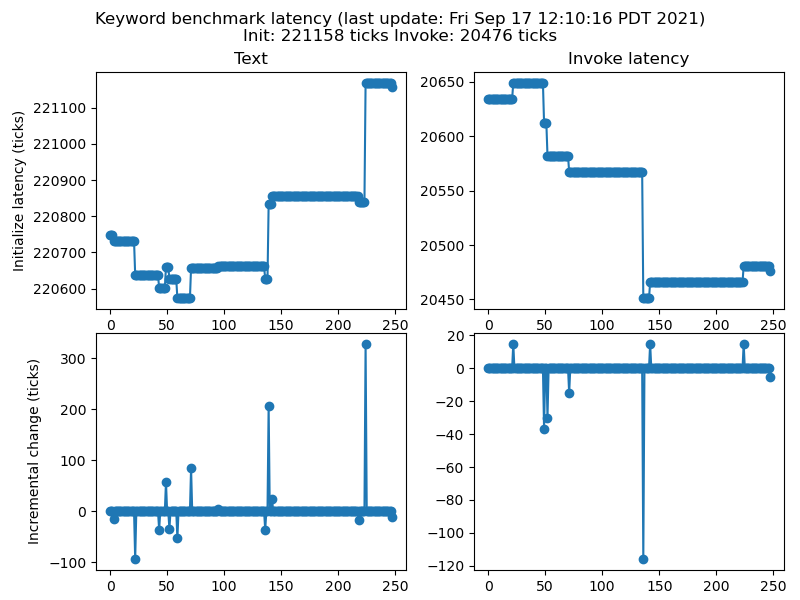 Keyword benchmark latency (last update: Fri Sep 17 12:10:16 PDT 2021)
Init: 221158 ticks Invoke: 20476 ticks
Text
Invoke latency
Initialize latency (ticks)
221100
221000
220900
220800
220700
220600
0 50 100 150 200 250
20650
20600
20550
20500
20450
0 50 100 150 200 250
Incremental change (ticks)
300
200
100
0
−100
0 50 100 150 200 250
20
0
−20
−40
−60
−80
−100
−120
0 50 100 150 200 250